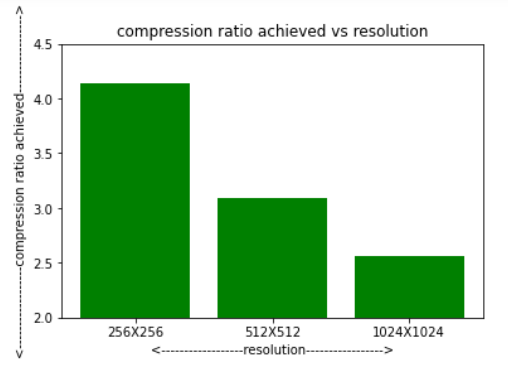 compression ratio achieved vs resolution
<--------------compression ratio achieved-------------->
4.5
4.0
3.5
3.0
2.5
2.0
256X256 512X512 1024X1024
<-----------------resolution---------------->